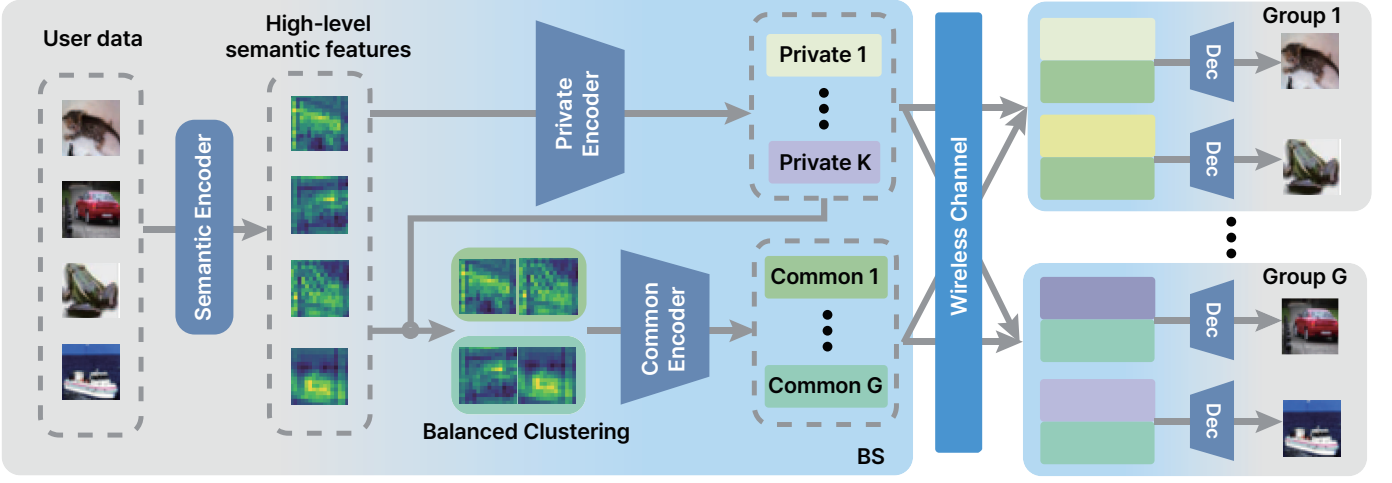 User data
High-level
semantic features
Semantic Encoder
Private
Encoder
Private 1
Private K
Balanced Clustering
Common
Encoder
Common 1
Common G
BS
Wireless Channel
Group 1
Dec
Dec
Group G
Dec
Dec